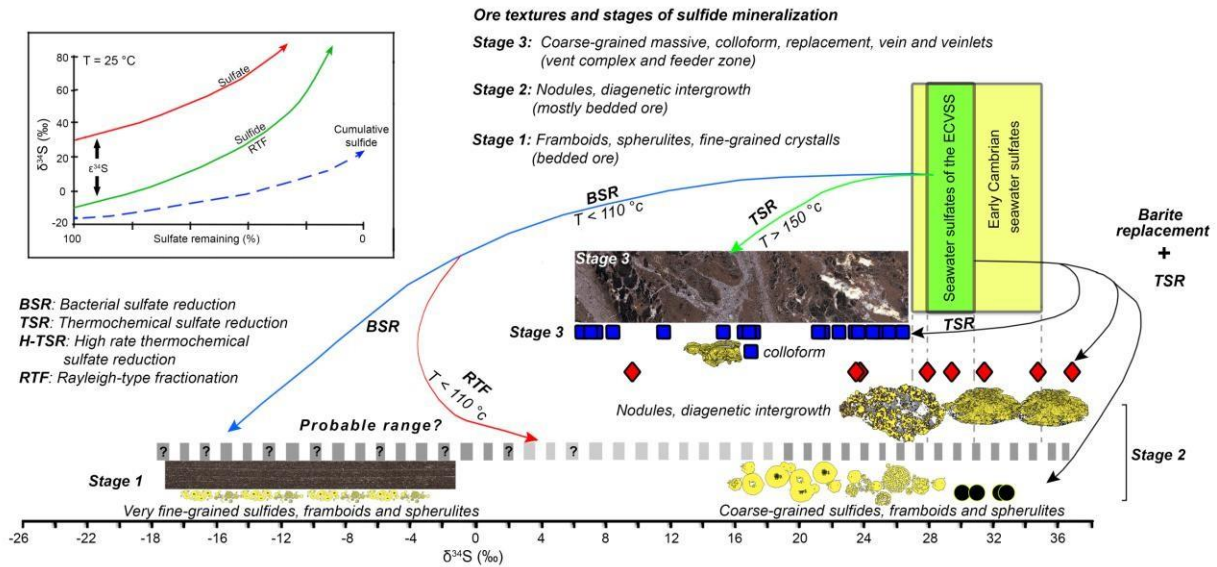 Ore textures and stages of sulfide mineralization
Stage 3: Coarse-grained massive, colloform, replacement, vein and veinlets
(vent complex and feeder zone)
Stage 2: Nodules, diagenetic intergrowth
(mostly bedded ore)
Stage 1: Framboids, spherulites, fine-grained crystalls
(bedded ore)
80
60
40
20
0
-20
δ³⁴S (‰)
T = 25 °C
Sulfate
Sulfide
RTF
Cumulative
sulfide
ε³⁴S
100
Sulfate remaining (%)
0
Seawater sulfates of the ECVSS
Early Cambrian
seawater sulfates
BSR
T < 110 °c
TSR
T > 150 °c
Barite
replacement
+
TSR
BSR: Bacterial sulfate reduction
TSR: Thermochemical sulfate reduction
H-TSR: High rate thermochemical
sulfate reduction
RTF: Rayleigh-type fractionation
BSR
RTF
T < 110 °c
Stage 3
Stage 3
TSR
colloform
Nodules, diagenetic intergrowth
Probable range?
? ? ? ? ? ? ? ? ?
Stage 2
Stage 1
Very fine-grained sulfides, framboids and spherulites
Coarse-grained sulfides, framboids and spherulites
-26 -24 -20 -16 -12 -8 -4 0 4 8 12 16 20 24 28 32 36
δ³⁴S (‰)